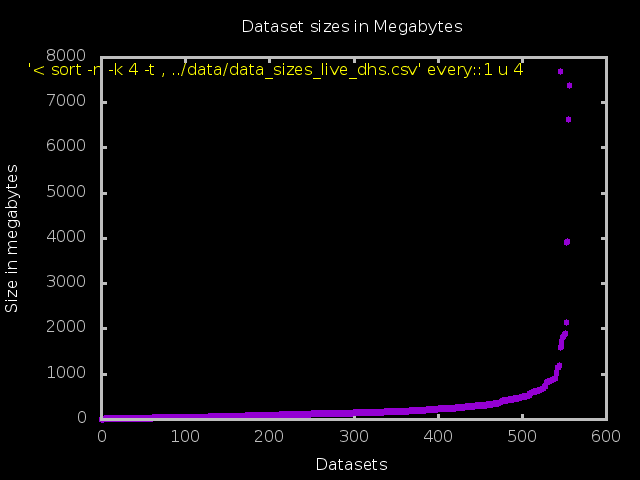 Dataset sizes in Megabytes
8000
'< sort -n -k 4 -t , ../data/data_sizes_live_dhs.csv' every::1 u 4
7000
6000
5000
4000
3000
2000
1000
0
Size in megabytes
0 100 200 300 400 500 600
Datasets